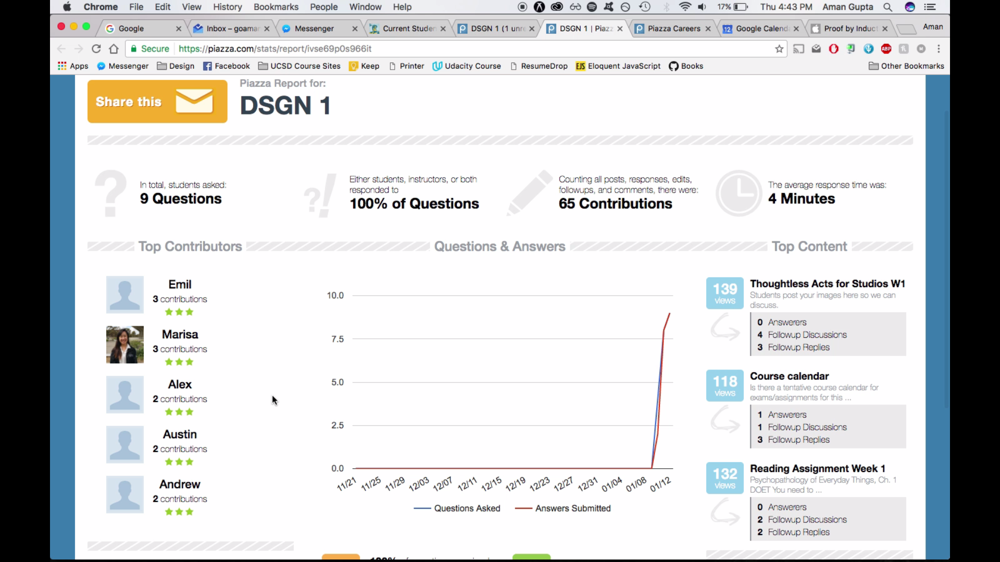 Chrome File Edit View History Bookmarks People Window Help 17% Thu 4:43 PM Aman Gupta
Google Inbox – goamar Messenger Current Studen DSGN 1 (1 unre DSGN 1 | Piazz Piazza Careers 12 Google Calend Proof by Induct Aman
Secure https://piazza.com/stats/report/ivse69p0s966it ABP
Apps Messenger Design Facebook UCSD Course Sites Keep Printer Udacity Course ResumeDrop EJS Eloquent JavaScript Books Other Bookmarks
Share this
Piazza Report for:
DSGN 1
In total, students asked:
9 Questions
Either students, instructors, or both
responded to
100% of Questions
Counting all posts, responses, edits,
followups, and comments, there were:
65 Contributions
The average response time was:
4 Minutes
Top Contributors
Emil
3 contributions
Marisa
3 contributions
Alex
2 contributions
Austin
2 contributions
Andrew
2 contributions
Questions & Answers
10.0
7.5
5.0
2.5
0.0
11/21 11/25 11/29 12/03 12/07 12/11 12/15 12/19 12/23 12/27 12/31 01/04 01/08 01/12
Questions Asked Answers Submitted
Top Content
139 views
Thoughtless Acts for Studios W1
Students post your images here so we can
discuss.
0 Answerers
4 Followup Discussions
3 Followup Replies
118 views
Course calendar
Is there a tentative course calendar for
exams/assignments for this ...
1 Answerers
1 Followup Discussions
3 Followup Replies
132 views
Reading Assignment Week 1
Psychopathology of Everyday Things, Ch. 1
DOET You need to ...
0 Answerers
2 Followup Discussions
2 Followup Replies